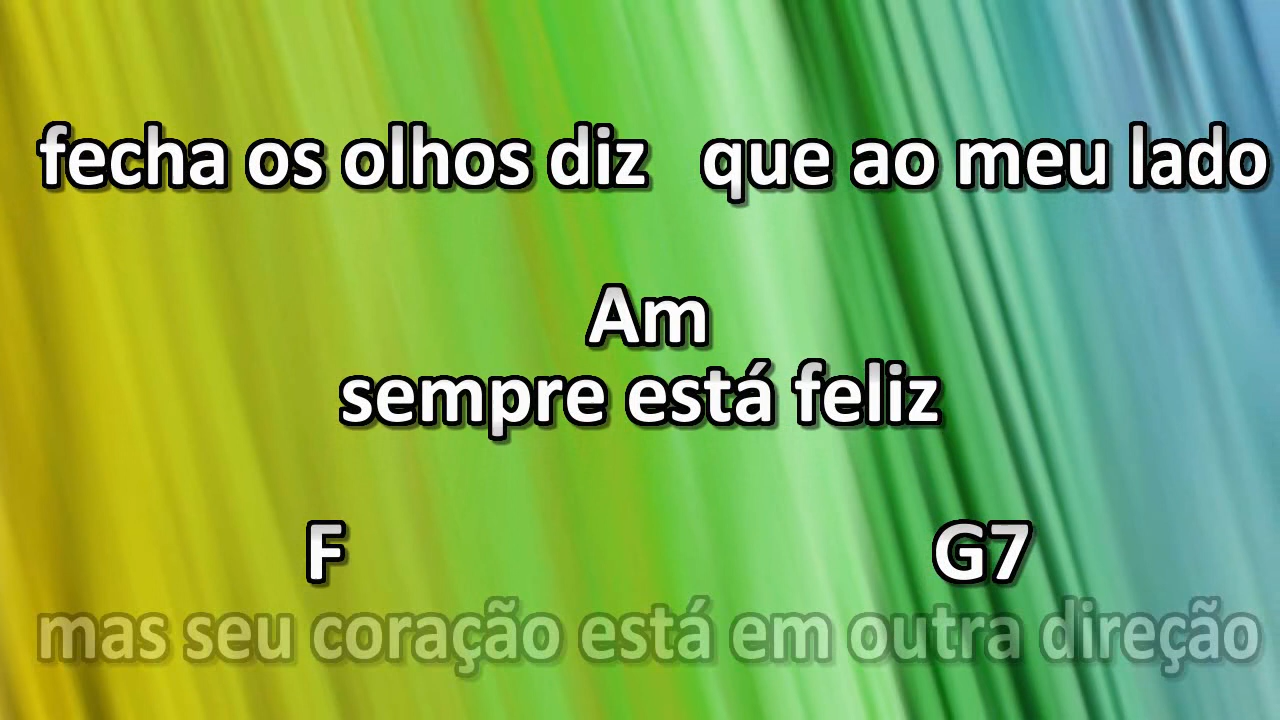 fecha os olhos diz que ao meu lado
Am
sempre está feliz
F G7
mas seu coração está em outra direção